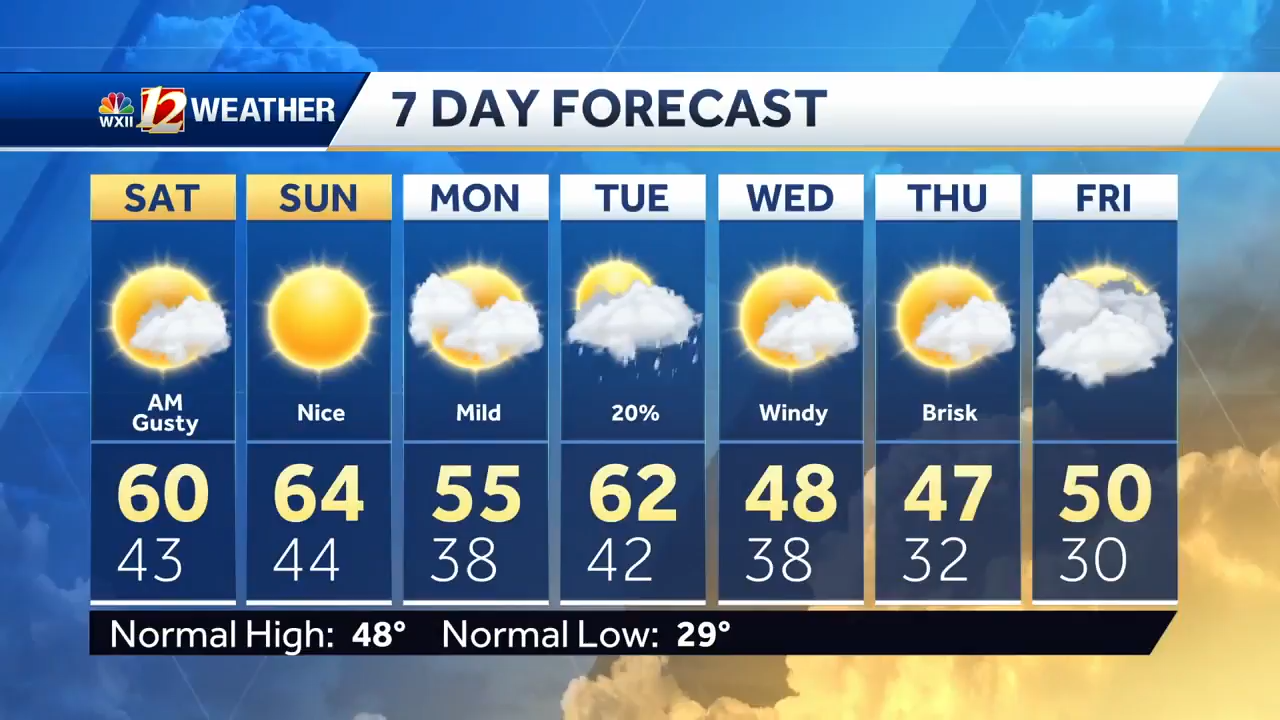 WXII 12 WEATHER
7 DAY FORECAST
SAT SUN MON TUE WED THU FRI
AM
Gusty Nice Mild 20% Windy Brisk
60 64 55 62 48 47 50
43 44 38 42 38 32 30
Normal High: 48° Normal Low: 29°